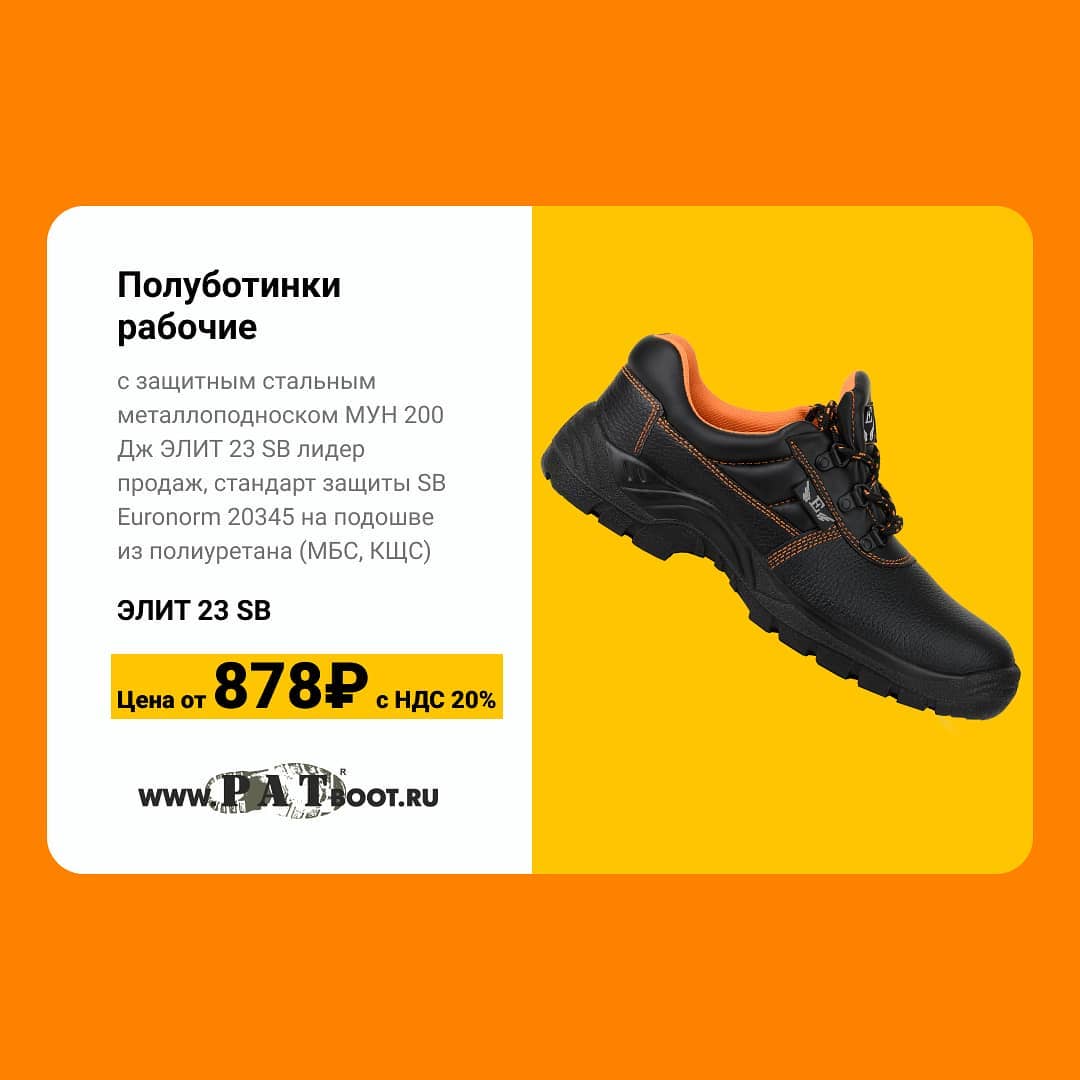 Полуботинки
рабочие
с защитным стальным
металлоподноском МУН 200
Дж ЭЛИТ 23 SB лидер
продаж, стандарт защиты SB
Euronorm 20345 на подошве
из полиуретана (МБС, КЩС)
ЭЛИТ 23 SB
Цена от 878₽ с НДС 20%
www.PATBOOT.RU
R
E
E